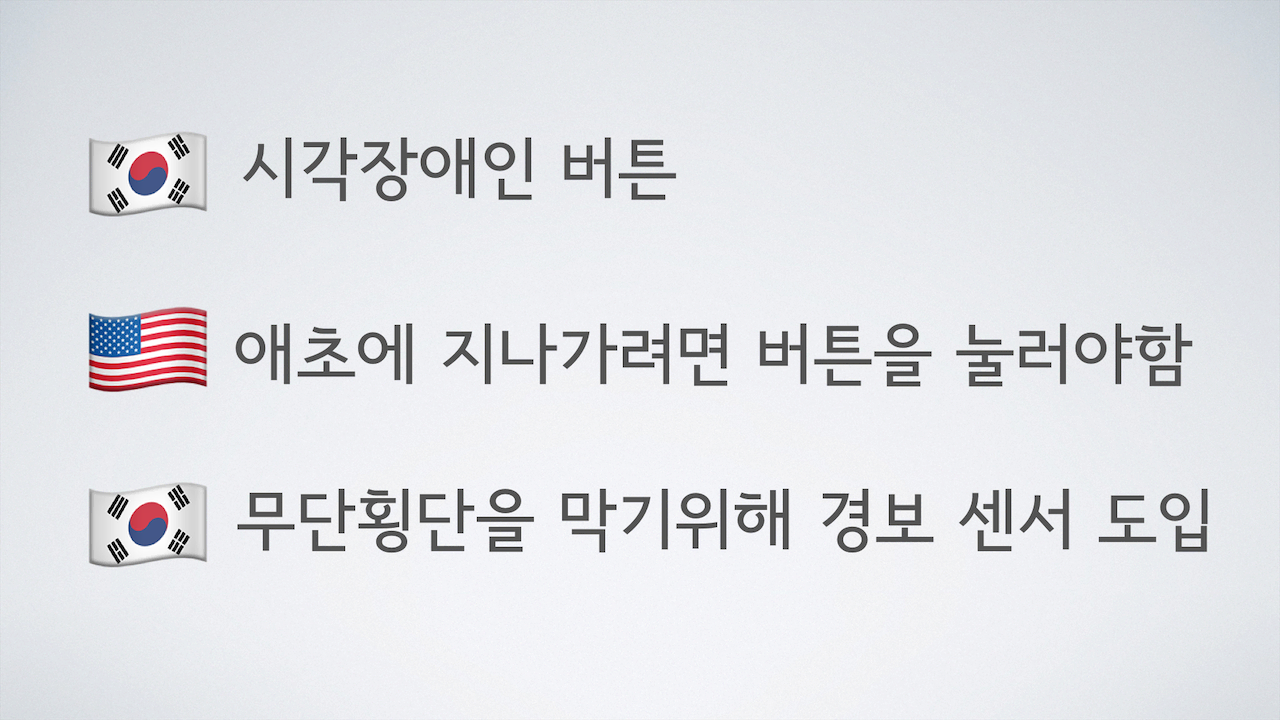 시각장애인 버튼
애초에 지나가려면 버튼을 눌러야함
무단횡단을 막기위해 경보 센서 도입